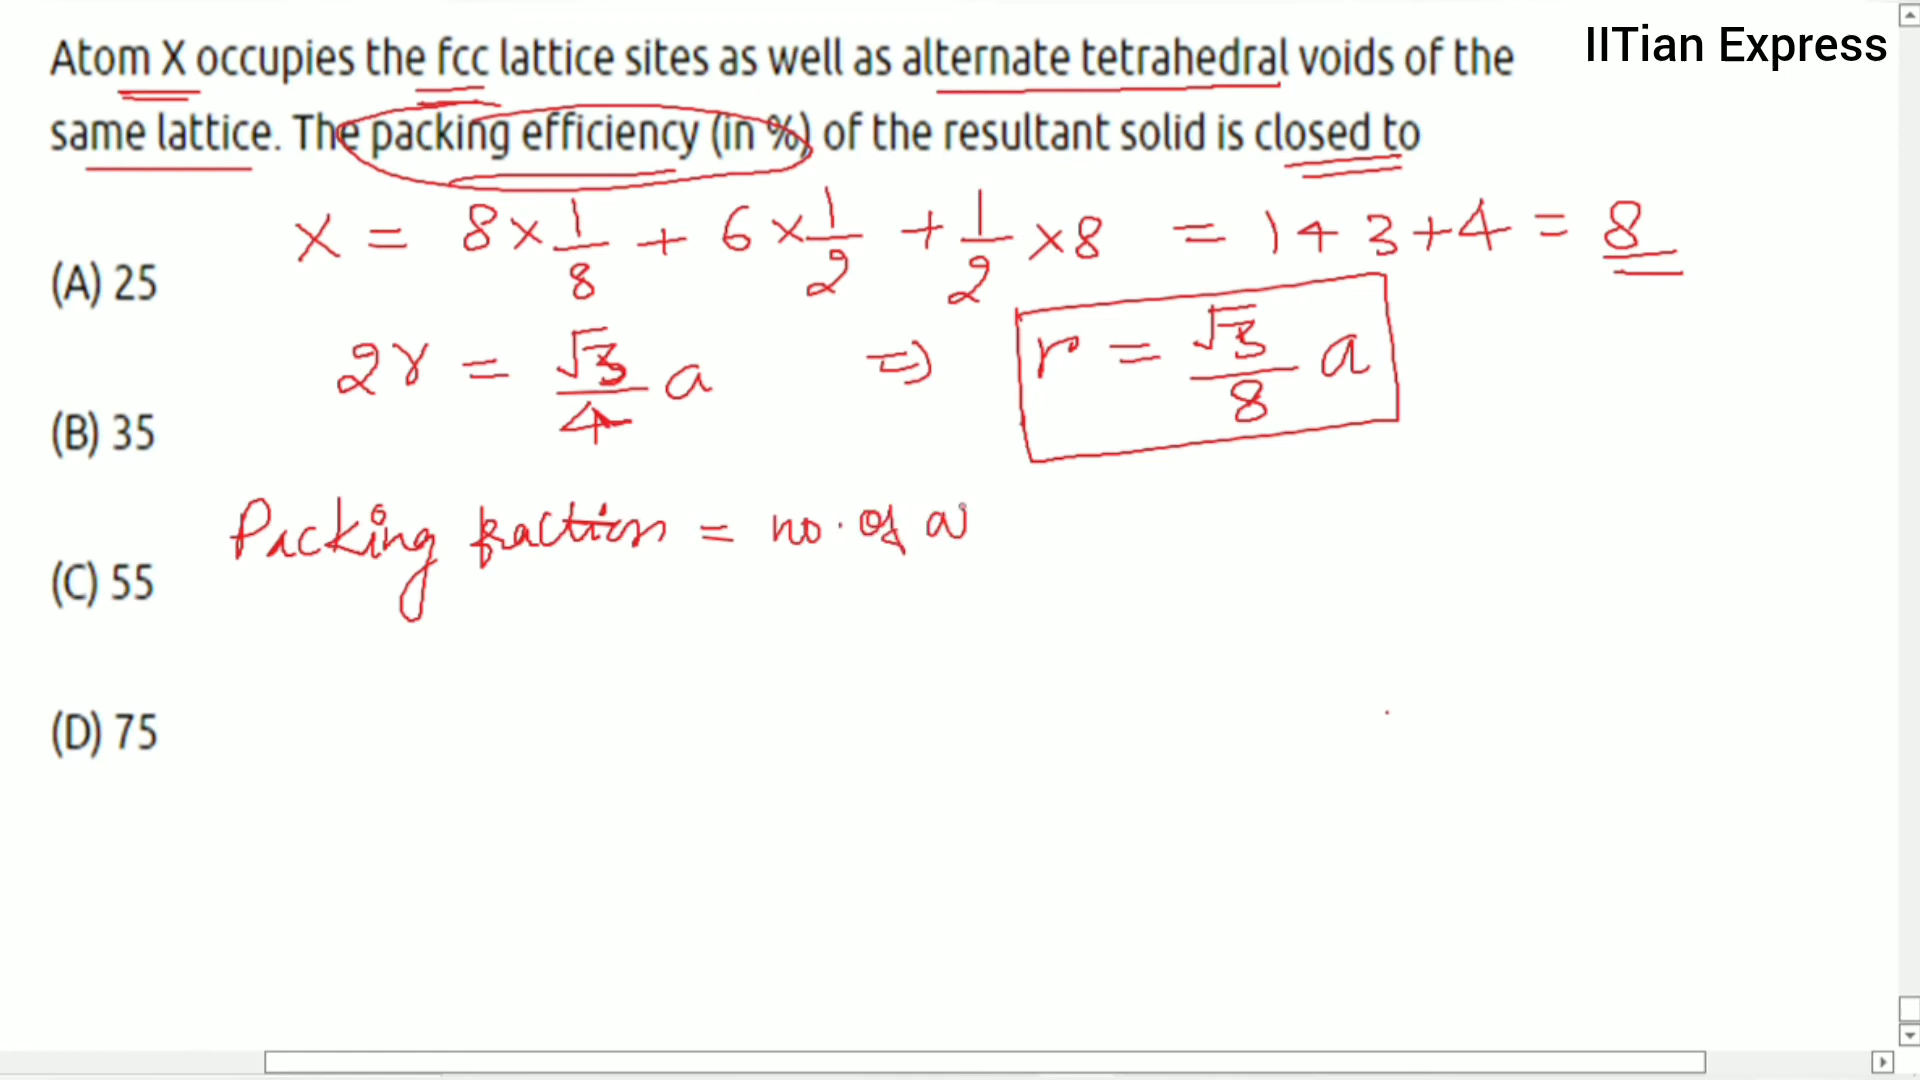 IITian Express
Atom X occupies the fcc lattice sites as well as alternate tetrahedral voids of the
same lattice. The packing efficiency (in %) of the resultant solid is closed to
X = 8 × 1/8 + 6 × 1/2 + 1/2 × 8 = 1 + 3 + 4 = 8
(A) 25
2r = √3/4 a ⇒ r = √3/8 a
(B) 35
Packing fraction = no. of a
(C) 55
(D) 75